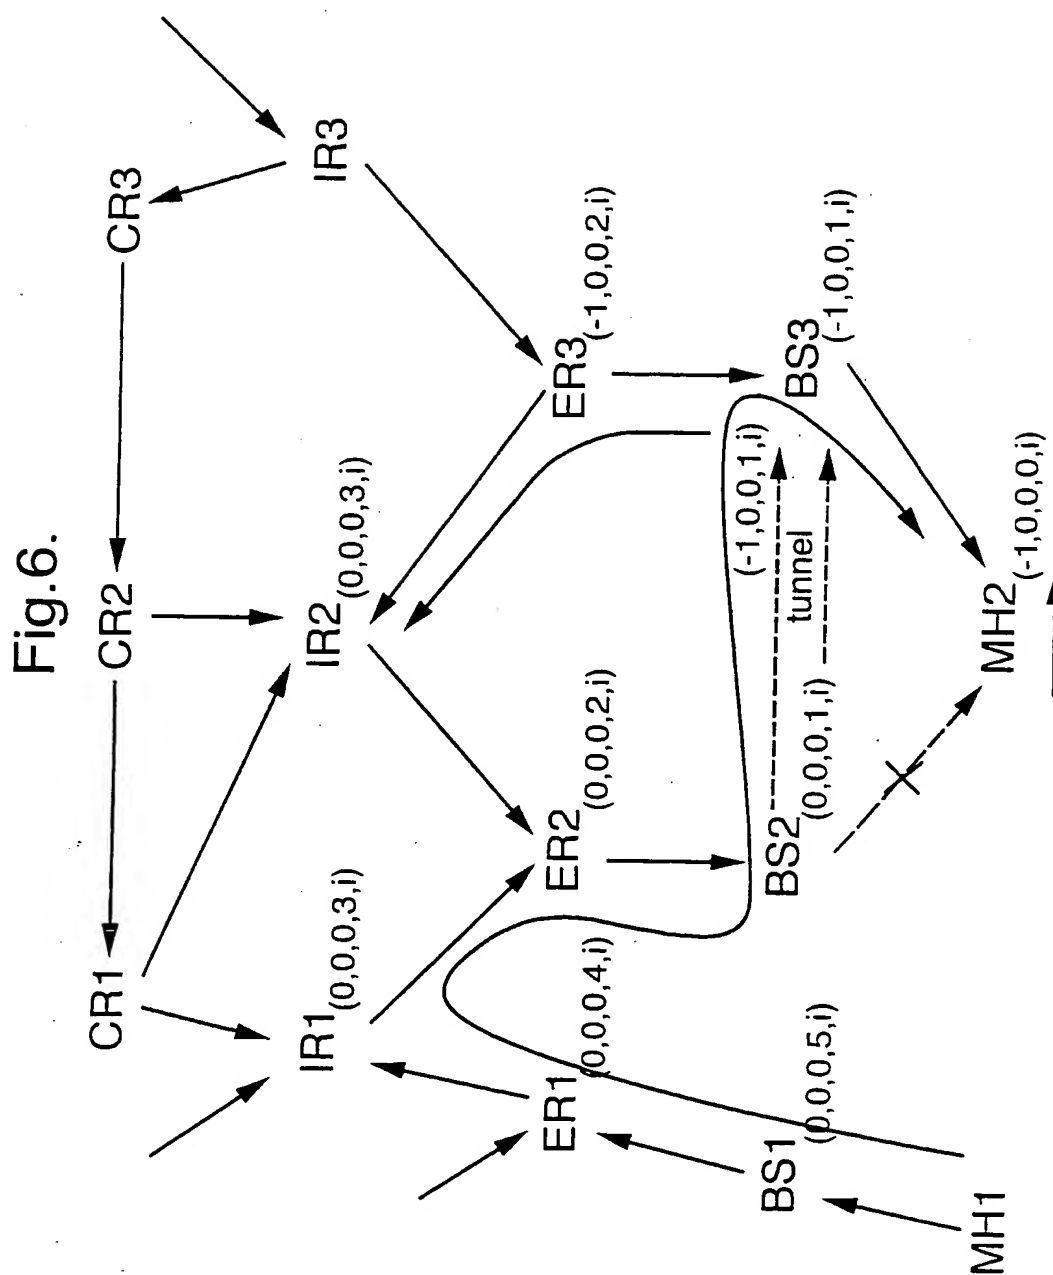 Fig.6.
CR1
CR2
CR3
IR1(0,0,0,3,i)
IR2(0,0,0,3,i)
IR3
ER1(0,0,0,4,i)
ER2(0,0,0,2,i)
ER3(-1,0,0,2,i)
(-1,0,0,1,i)
tunnel
BS1(0,0,0,5,i)
BS2(0,0,0,1,i)
BS3(-1,0,0,1,i)
MH1
MH2(-1,0,0,0,i)